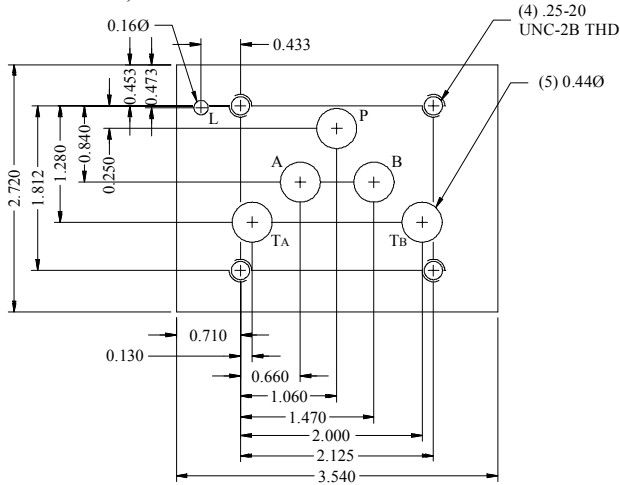 (4) .25-20
UNC-2B THD
0.16Ø
0.433
(5) 0.44Ø
0.453
0.473
L
P
A
B
TA
TB
2.720
1.812
1.280
0.840
0.250
0.710
0.130
0.660
1.060
1.470
2.000
2.125
3.540